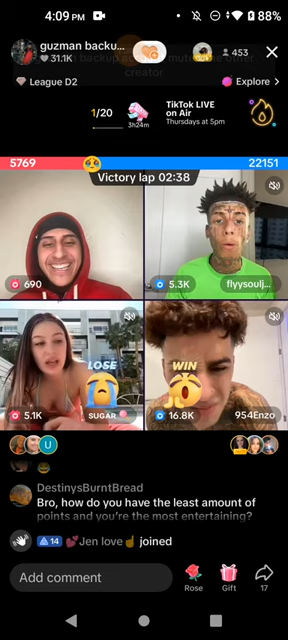 4:09 PM
88%
guzman backu...
31.1K
453
League D2
Explore >
1/20
3h24m
TikTok LIVE
on Air
Thursdays at 5pm
5769
22151
Victory lap 02:38
690
5.3K
flyysoulj...
LOSE
WIN
5.1K
SUGAR
16.8K
954Enzo
U
DestinysBurntBread
Bro, how do you have the least amount of
points and you're the most entertaining?
14
Jen love joined
Add comment
Rose
Gift
17